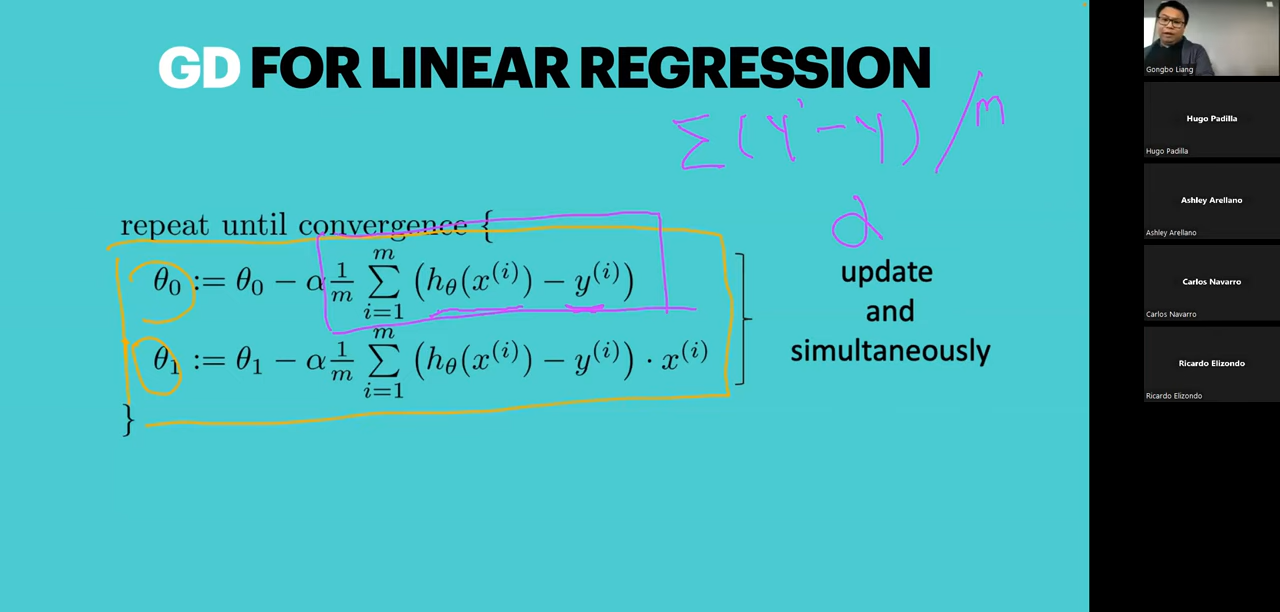 GD FOR LINEAR REGRESSION
Σ(y' - y)/m
repeat until convergence {
θ₀ := θ₀ − α 1/m Σᵢ₌₁ᵐ (h_θ(x⁽ⁱ⁾) − y⁽ⁱ⁾)
θ₁ := θ₁ − α 1/m Σᵢ₌₁ᵐ (h_θ(x⁽ⁱ⁾) − y⁽ⁱ⁾) · x⁽ⁱ⁾
}
update
and
simultaneously
Gongbo Liang
Hugo Padilla
Hugo Padilla
Ashley Arellano
Ashley Arellano
Carlos Navarro
Carlos Navarro
Ricardo Elizondo
Ricardo Elizondo